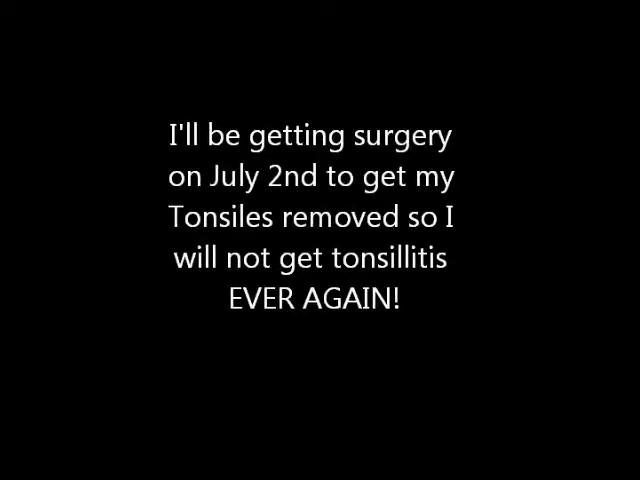 I'll be getting surgery
on July 2nd to get my
Tonsiles removed so I
will not get tonsillitis
EVER AGAIN!